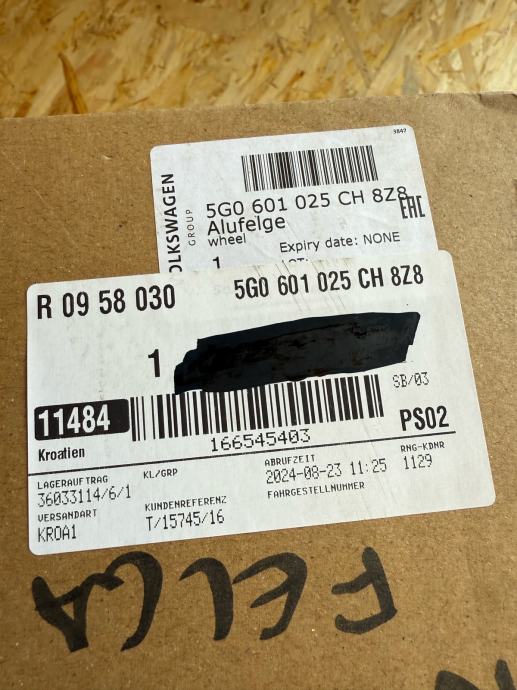 3847
VOLKSWAGEN
GROUP
5G0 601 025 CH 8Z8
EAC
Alufelge
wheel
Expiry date: NONE
1
R 09 58 030
5G0 601 025 CH 8Z8
1
SB/03
11484
166545403
PS02
Kroatien
LAGERAUFTRAG
36033114/6/1
KL/GRP
ABRUFZEIT
2024-08-23 11:25
RNG-KDNR
1129
VERSANDART
KROA1
KUNDENREFERENZ
T/15745/16
FAHRGESTELLNUMMER
FELGA